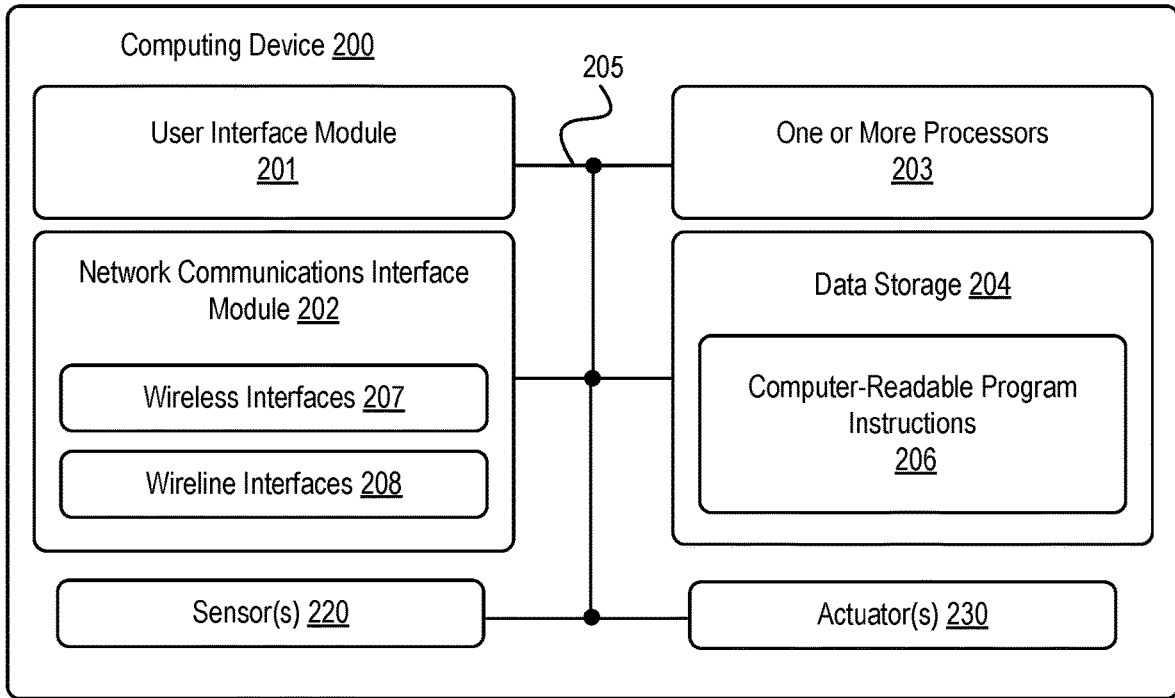 Computing Device 200
205
User Interface Module
201
One or More Processors
203
Network Communications Interface
Module 202
Wireless Interfaces 207
Wireline Interfaces 208
Data Storage 204
Computer-Readable Program
Instructions
206
Sensor(s) 220
Actuator(s) 230